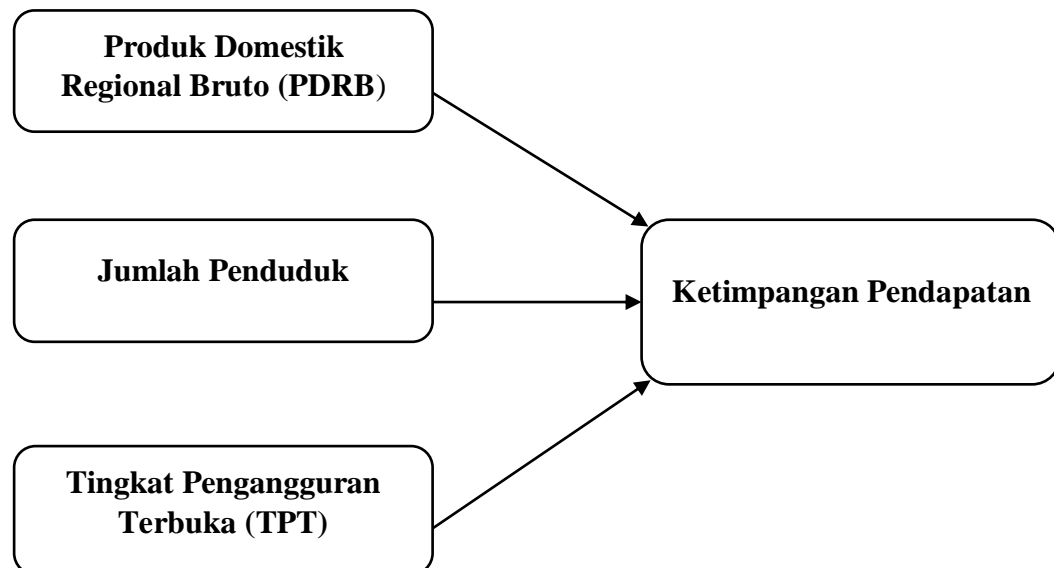 Produk Domestik
Regional Bruto (PDRB)
Jumlah Penduduk
Ketimpangan Pendapatan
Tingkat Pengangguran
Terbuka (TPT)